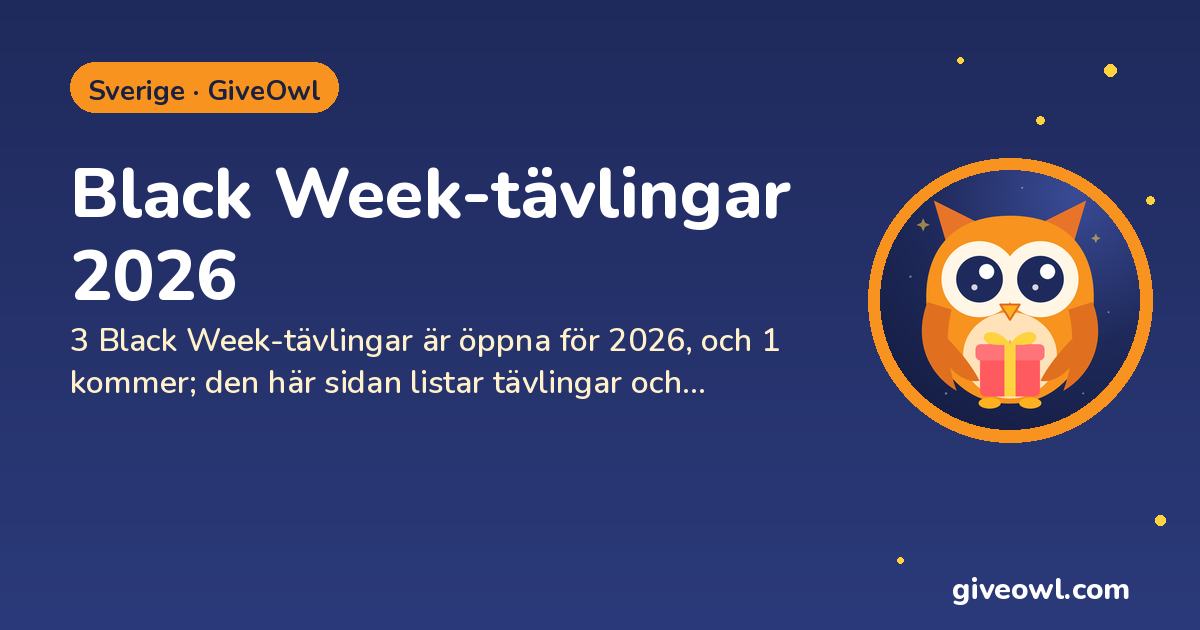 Sverige · GiveOwl
Black Week-tävlingar
2026
3 Black Week-tävlingar är öppna för 2026, och 1
kommer; den här sidan listar tävlingar och...
giveowl.com